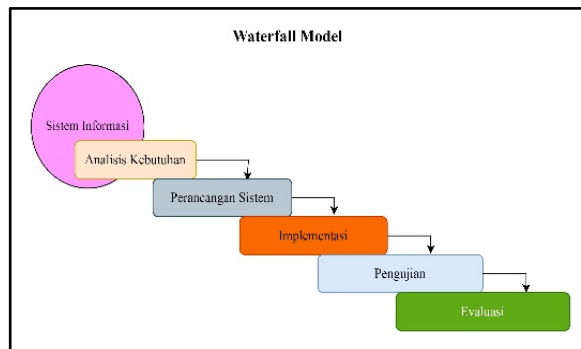 Waterfall Model
Sistem Informasi
Analisis Kebutuhan
Perancangan Sistem
Implementasi
Pengujian
Evaluasi